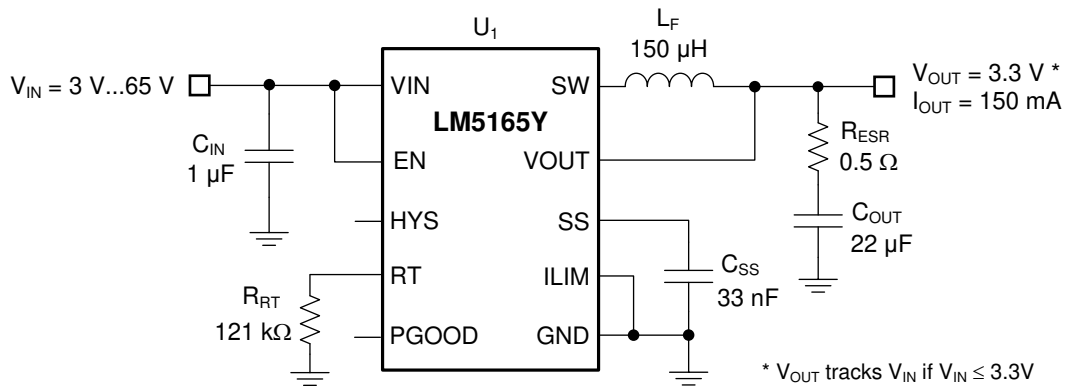 U1
LF
150 µH
VIN = 3 V...65 V
VIN
SW
VOUT = 3.3 V *
IOUT = 150 mA
LM5165Y
CIN
1 µF
EN
VOUT
RESR
0.5 Ω
HYS
SS
COUT
22 µF
RT
ILIM
CSS
33 nF
RRT
121 kΩ
PGOOD
GND
* VOUT tracks VIN if VIN ≤ 3.3V